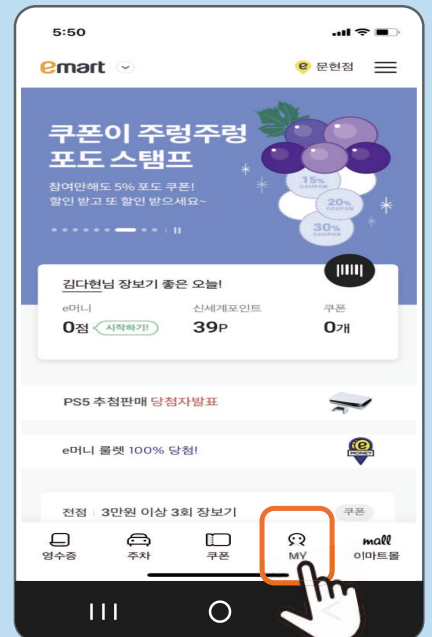 5:50
emart
e 문현점
쿠폰이 주렁주렁
포도 스탬프
참여만해도 5% 포도 쿠폰!
할인 받고 또 할인 받으세요~
15%
COUPON
20%
COUPON
30%
COUPON
김다현님 장보기 좋은 오늘!
e머니
신세계포인트
쿠폰
0점
시작하기!
39P
0개
PS5 추첨판매 당첨자발표
e머니 룰렛 100% 당첨!
e
MONEY
전점 | 3만원 이상 3회 장보기
쿠폰
영수증
주차
쿠폰
MY
mall
이마트몰